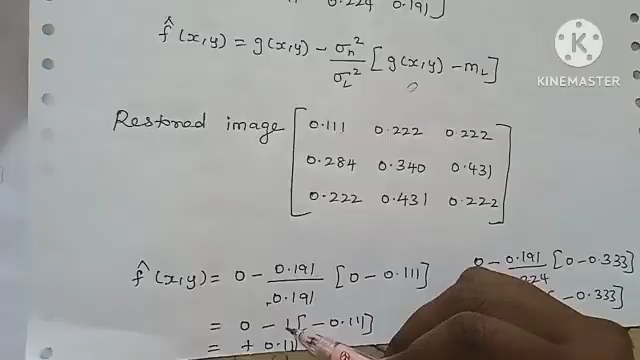 0.224 0.191]
f̂(x,y) = g(x,y) − σn²/σL² [g(x,y) − mL]
KINEMASTER
Restored image [0.111 0.222 0.222
0.284 0.340 0.431
0.222 0.431 0.222]
f̂(x,y) = 0 − 0.191/0.191 [0 − 0.111]
0 − 0.191/224 [0 − 0.333]
= 0 − 1[− 0.111]
− 0.333]
= + 0.11